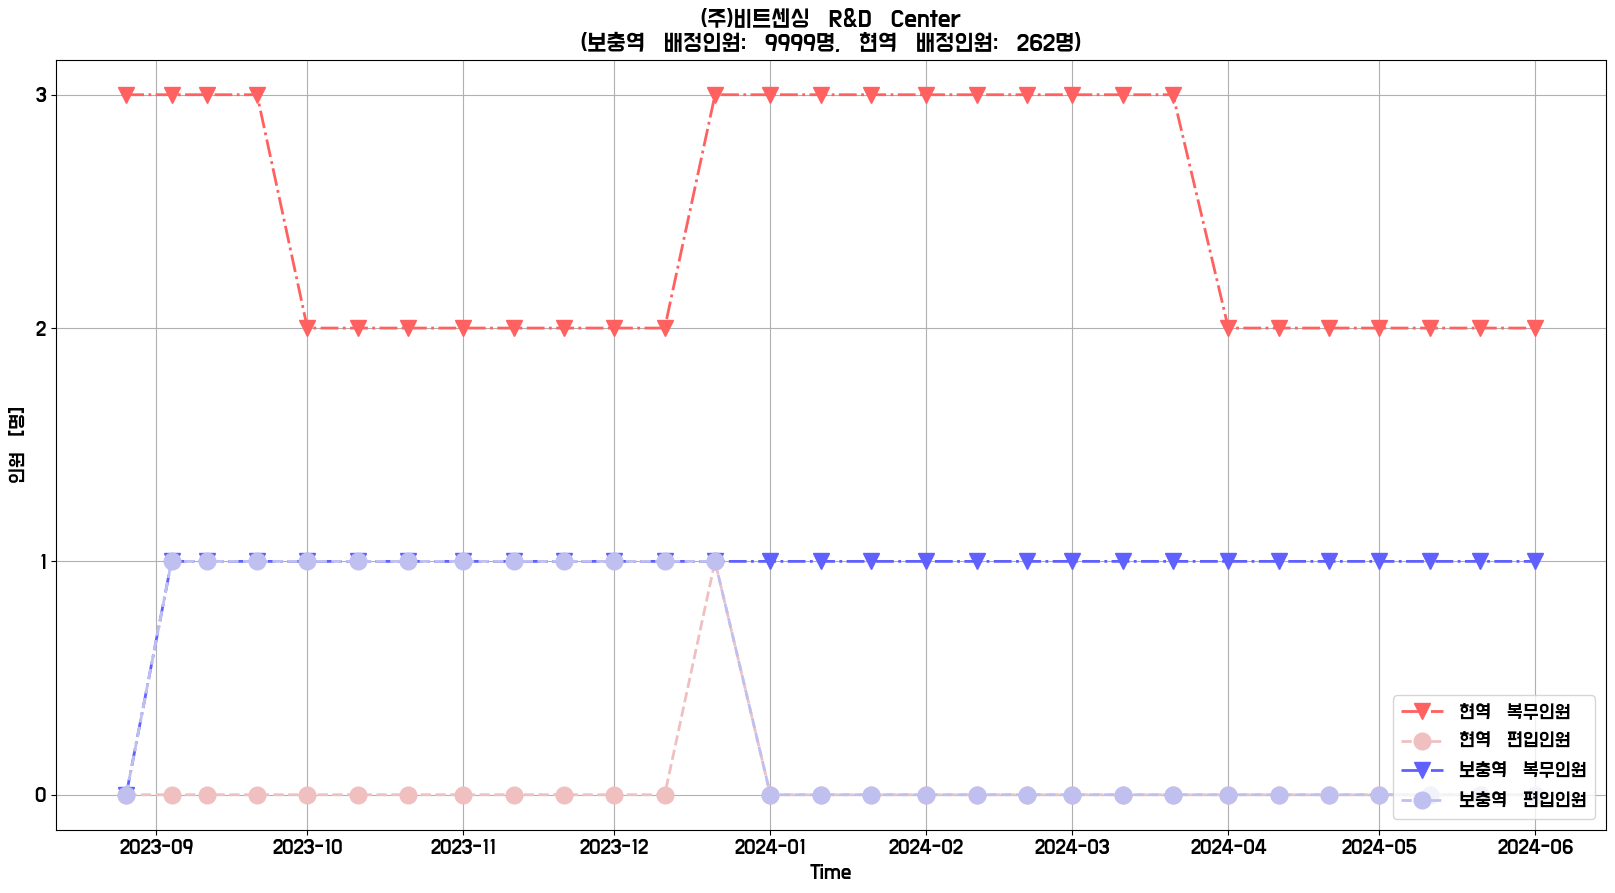 (주)비트센싱 R&D Center
(보충역 배정인원: 9999명, 현역 배정인원: 262명)
3
2
1
0
인원 [명]
2023-09 2023-10 2023-11 2023-12 2024-01 2024-02 2024-03 2024-04 2024-05 2024-06
Time
현역 복무인원
현역 편입인원
보충역 복무인원
보충역 편입인원